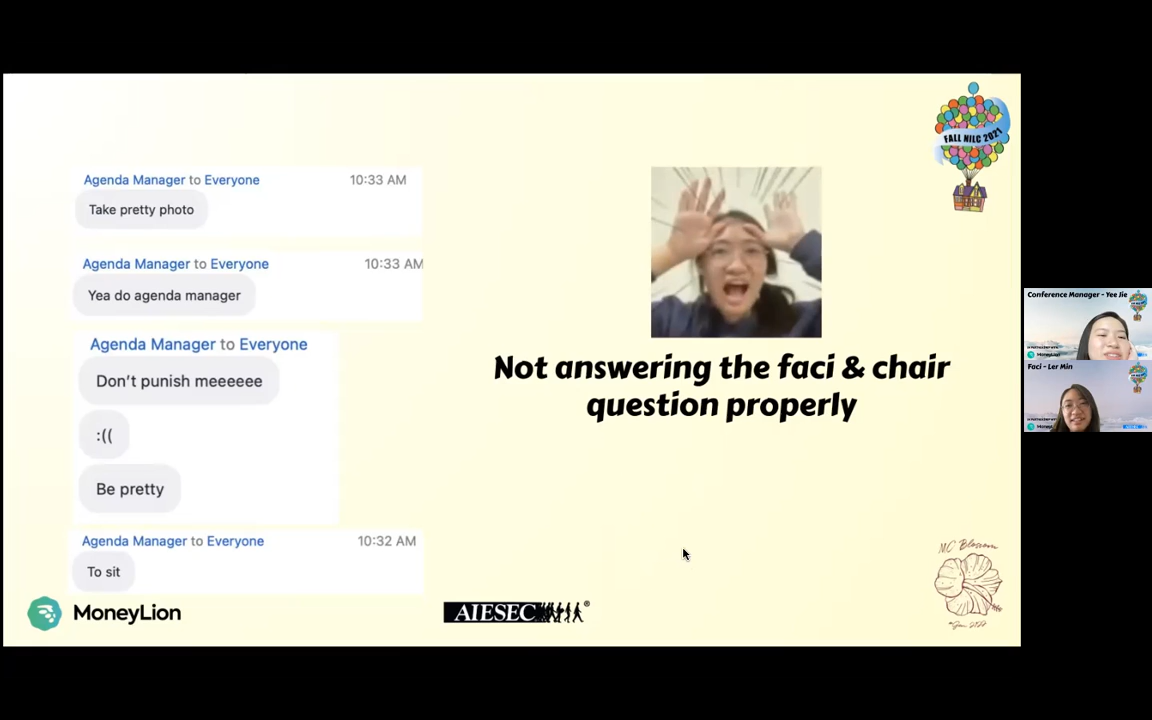 FALL NILC 2021
Agenda Manager to Everyone 10:33 AM
Take pretty photo
Agenda Manager to Everyone 10:33 AM
Yea do agenda manager
Agenda Manager to Everyone
Don't punish meeeeee
:((
Be pretty
Agenda Manager to Everyone 10:32 AM
To sit
Not answering the faci & chair
question properly
MoneyLion
AIESEC®
MC Blossom
Conference Manager - Yee Jie
Faci - Ler Min